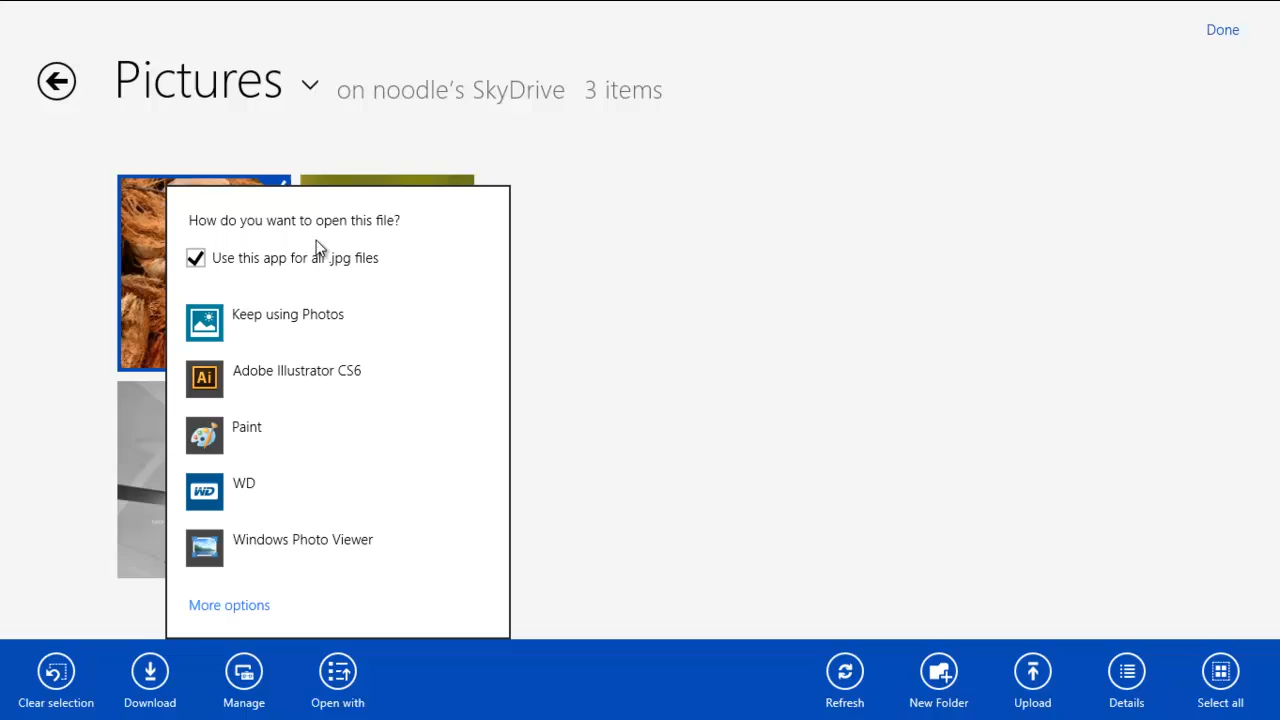 Done
Pictures on noodle's SkyDrive 3 items
How do you want to open this file?
Use this app for all .jpg files
Keep using Photos
Ai Adobe Illustrator CS6
Paint
WD WD
Windows Photo Viewer
More options
Clear selection Download Manage Open with Refresh New Folder Upload Details Select all